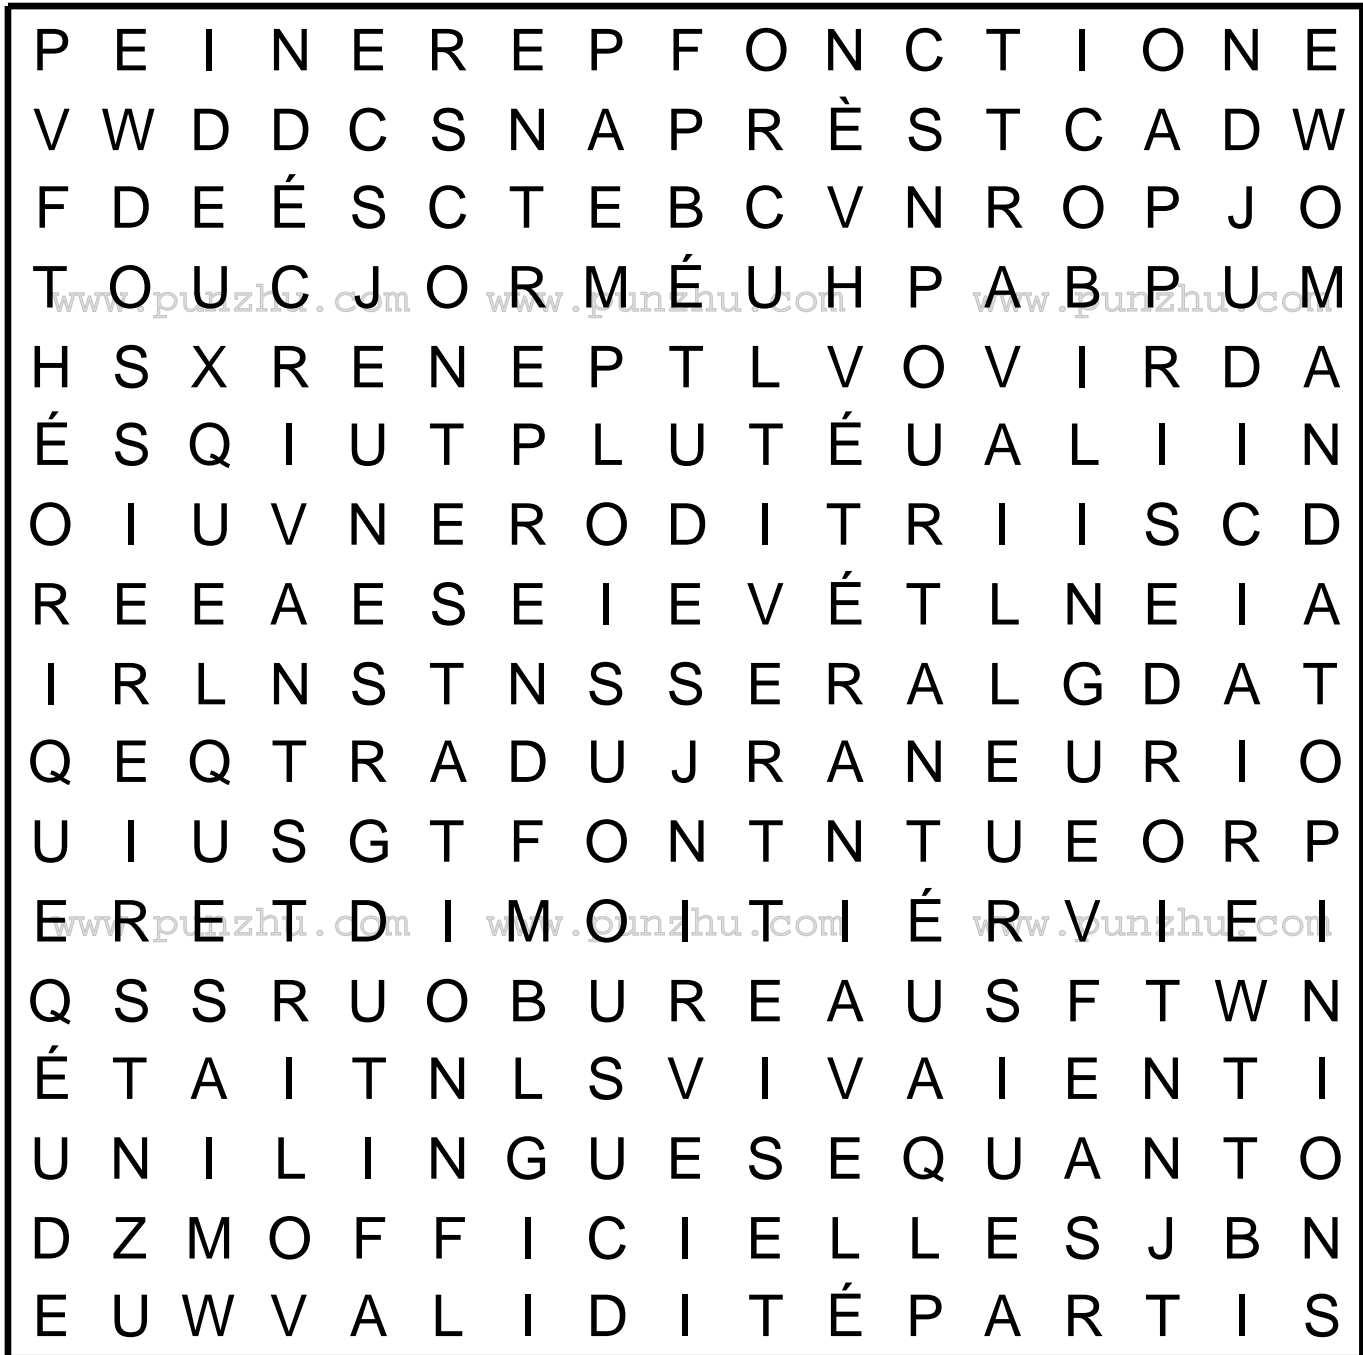 P E I N E R E P F O N C T I O N E
V W D D C S N A P R È S T C A D W
F D E É S C T E B C V N R O P J O
T O U C J O R M É U H P A B P U M
www.punzhu.com www.punzhu.com www.punzhu.com
H S X R E N E P T L V O V I R D A
É S Q I U T P L U T É U A L I I N
O I U V N E R O D I T R I I S C D
R E E A E S E I E V É T L N E I A
I R L N S T N S S E R A L G D A T
Q E Q T R A D U J R A N E U R I O
U I U S G T F O N T N T U E O R P
E R E T D I M O I T I É R V I E I
www.punzhu.com www.punzhu.com www.punzhu.com
Q S S R U O B U R E A U S F T W N
É T A I T N L S V I V A I E N T I
U N I L I N G U E S E Q U A N T O
D Z M O F F I C I E L L E S J B N
E U W V A L I D I T É P A R T I S